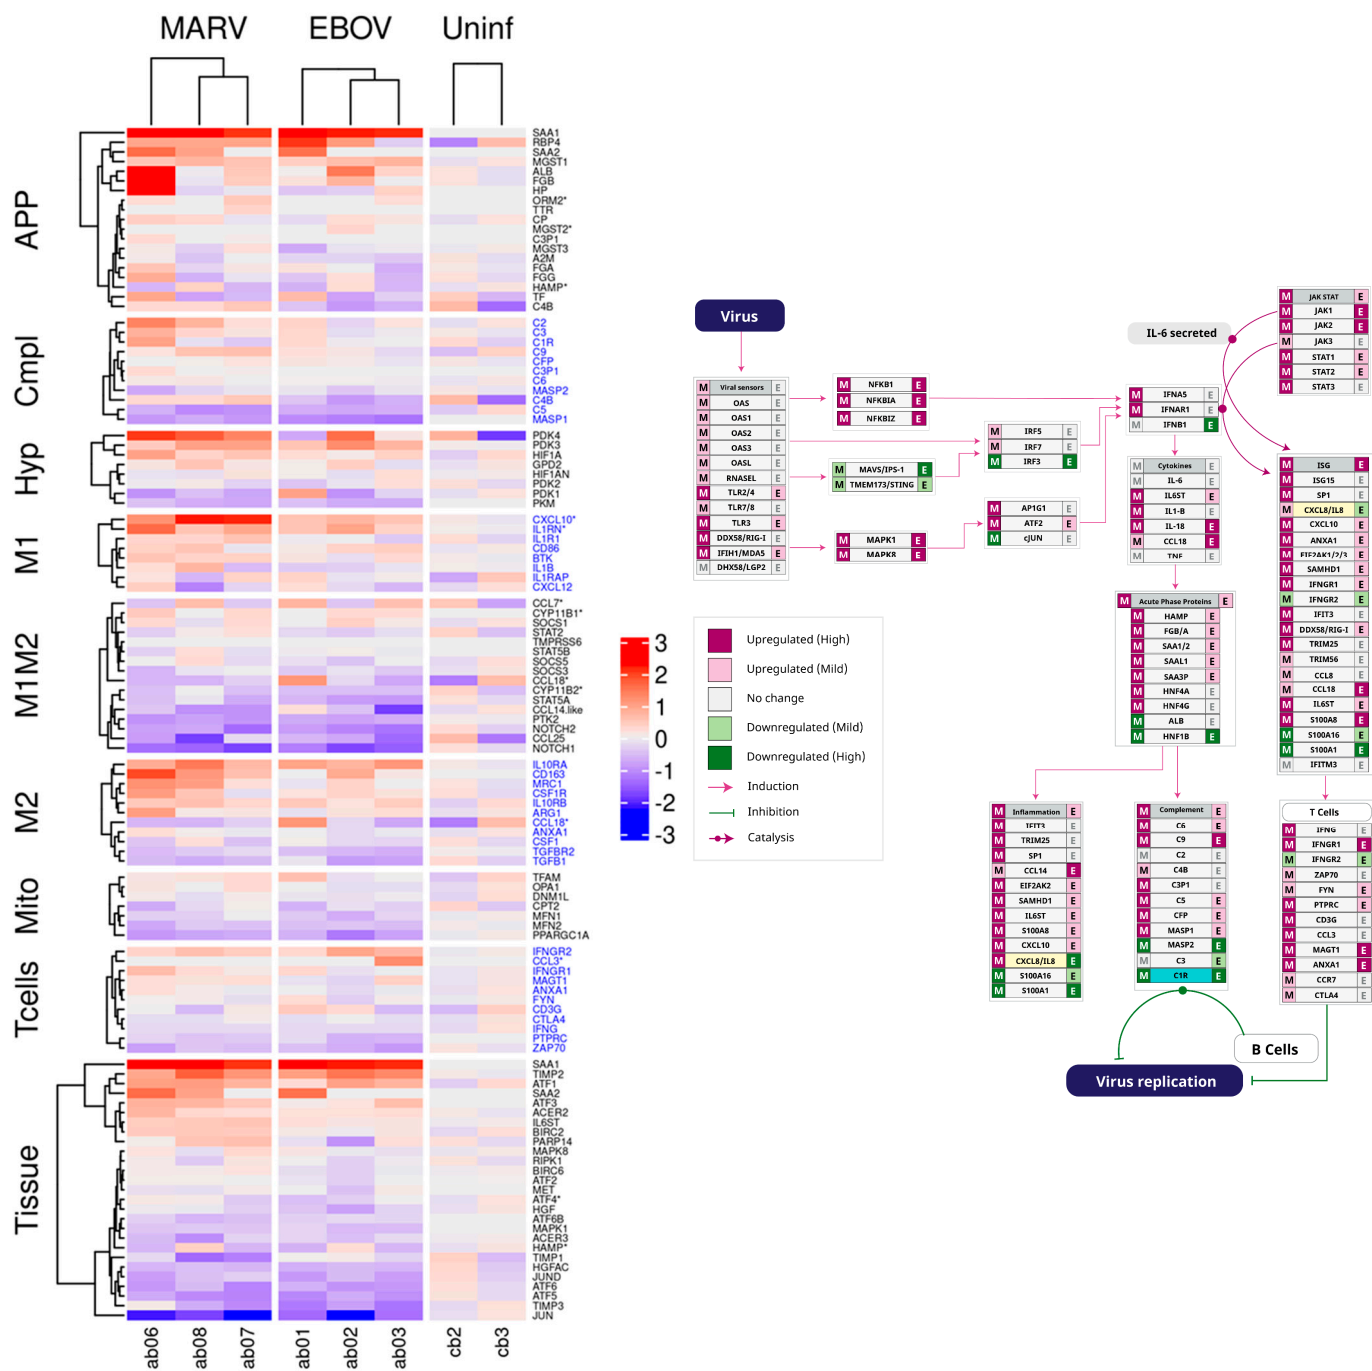 MARV EBOV Uninf
APP
SAA1
RBP4
SAA2
MGST1
ALB
FGB
HP
ORM2*
TTR
CP
MGST2*
C3P1
MGST3
A2M
FGA
FGG
HAMP*
TF
C4B
Cmpl
C2
C3
C1R
C9
CFP
C3P1
C6
MASP2
C4B
C5
MASP1
Hyp
PDK4
PDK3
HIF1A
GPD2
HIF1AN
PDK2
PDK1
PKM
M1
CXCL10*
IL1RN*
IL1R1
CD86
BTK
IL1B
IL1RAP
CXCL12
M1M2
CCL7*
CYP11B1*
SOCS1
STAT2
TMPRSS6
STAT5B
SOCS5
SOCS3
CCL18*
CYP11B2*
STAT5A
CCL14.like
PTK2
NOTCH2
CCL25
NOTCH1
M2
IL10RA
CD163
MRC1
CSF1R
IL10RB
ARG1
CCL18*
ANXA1
CSF1
TGFBR2
TGFB1
Mito
TFAM
OPA1
DNM1L
CPT2
MFN1
MFN2
PPARGC1A
Tcells
IFNGR2
CCL3*
IFNGR1
MAGT1
ANXA1
FYN
CD3G
CTLA4
IFNG
PTPRC
ZAP70
Tissue
SAA1
TIMP2
ATF1
SAA2
ATF3
ACER2
IL6ST
BIRC2
PARP14
MAPK8
RIPK1
BIRC6
ATF2
MET
ATF4*
HGF
ATF6B
MAPK1
ACER3
HAMP*
TIMP1
HGFAC
JUND
ATF6
ATF5
TIMP3
JUN
ab06 ab08 ab07 ab01 ab02 ab03 cb2 cb3
3
2
1
0
-1
-2
-3
Virus
M Viral sensors E
M OAS E
M OAS1 E
M OAS2 E
M OAS3 E
M OASL E
M RNASEL E
M TLR2/4 E
M TLR7/8 E
M TLR3 E
M DDX58/RIG-I E
M IFIH1/MDA5 E
M DHX58/LGP2 E
M NFKB1 E
M NFKBIA E
M NFKBIZ E
M MAVS/IPS-1 E
M TMEM173/STING E
M MAPK1 E
M MAPK8 E
M IRF5 E
M IRF7 E
M IRF3 E
M AP1G1 E
M ATF2 E
M cJUN E
IL-6 secreted
M IFNA5 E
M IFNAR1 E
M IFNB1 E
M Cytokines E
M IL-6 E
M IL6ST E
M IL1-B E
M IL-18 E
M CCL18 E
M TNF E
M Acute Phase Proteins E
M HAMP E
M FGB/A E
M SAA1/2 E
M SAAL1 E
M SAA3P E
M HNF4A E
M HNF4G E
M ALB E
M HNF1B E
M JAK STAT E
M JAK1 E
M JAK2 E
M JAK3 E
M STAT1 E
M STAT2 E
M STAT3 E
M ISG E
M ISG15 E
M SP1 E
M CXCL8/IL8 E
M CXCL10 E
M ANXA1 E
M EIF2AK1/2/3 E
M SAMHD1 E
M IFNGR1 E
M IFNGR2 E
M IFIT3 E
M DDX58/RIG-I E
M TRIM25 E
M TRIM56 E
M CCL8 E
M CCL18 E
M IL6ST E
M S100A8 E
M S100A16 E
M S100A1 E
M IFITM3 E
Upregulated (High)
Upregulated (Mild)
No change
Downregulated (Mild)
Downregulated (High)
Induction
Inhibition
Catalysis
M Inflammation E
M IFIT3 E
M TRIM25 E
M SP1 E
M CCL14 E
M EIF2AK2 E
M SAMHD1 E
M IL6ST E
M S100A8 E
M CXCL10 E
M CXCL8/IL8 E
M S100A16 E
M S100A1 E
M Complement E
M C6 E
M C9 E
M C2 E
M C4B E
M C3P1 E
M C5 E
M CFP E
M MASP1 E
M MASP2 E
M C3 E
M C1R E
T Cells
M IFNG E
M IFNGR1 E
M IFNGR2 E
M ZAP70 E
M FYN E
M PTPRC E
M CD3G E
M CCL3 E
M MAGT1 E
M ANXA1 E
M CCR7 E
M CTLA4 E
B Cells
Virus replication